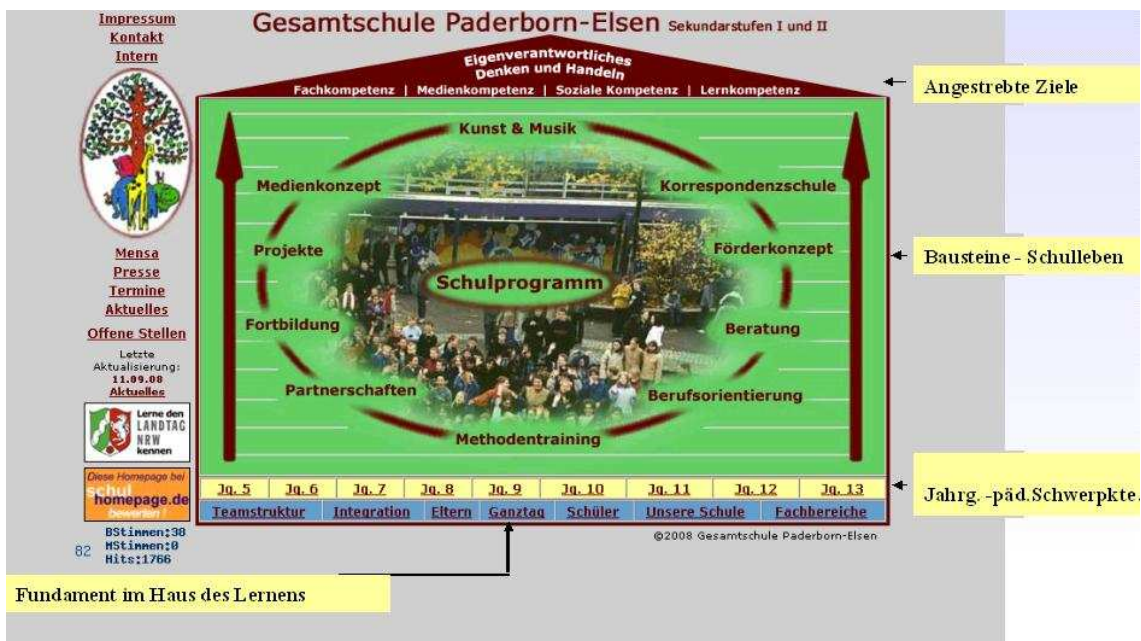 Impressum
Kontakt
Intern
Gesamtschule Paderborn-Elsen Sekundarstufen I und II
Eigenverantwortliches
Denken und Handeln
Fachkompetenz | Medienkompetenz | Soziale Kompetenz | Lernkompetenz
Angestrebte Ziele
Kunst & Musik
Medienkonzept
Korrespondenzschule
Projekte
Förderkonzept
Bausteine - Schulleben
Schulprogramm
Fortbildung
Beratung
Partnerschaften
Berufsorientierung
Methodentraining
Mensa
Presse
Termine
Aktuelles
Offene Stellen
Letzte
Aktualisierung:
11.09.08
Aktuelles
Lerne den
LANDTAG
NRW
kennen
Diese Homepage bei
schul
homepage.de
bewerten !
BStimmen:38
MStimmen:0
82 Hits:1766
Jg. 5 Jg. 6 Jg. 7 Jg. 8 Jg. 9 Jg. 10 Jg. 11 Jg. 12 Jg. 13
Jahrg. -päd.Schwerpkte.
Teamstruktur Integration Eltern Ganztag Schüler Unsere Schule Fachbereiche
©2008 Gesamtschule Paderborn-Elsen
Fundament im Haus des Lernens